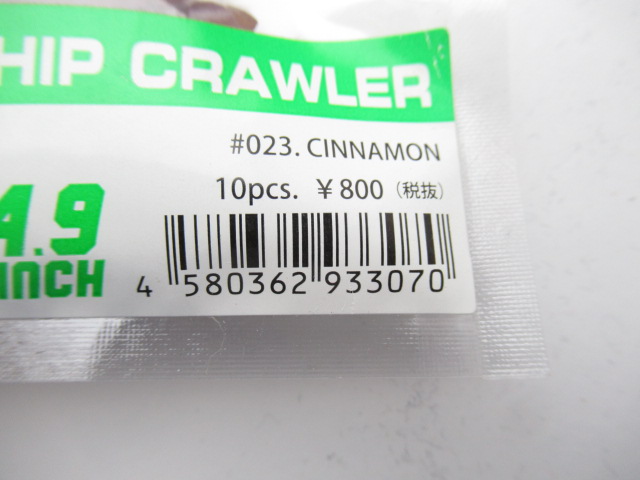 HIP CRAWLER
#023. CINNAMON
10pcs. ￥800（税抜）
4.9
INCH
4 580362 933070